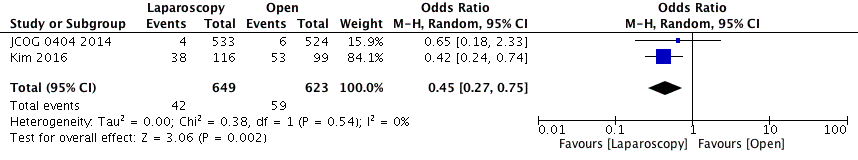 Laparoscopy Open Odds Ratio Odds Ratio
Study or Subgroup Events Total Events Total Weight M-H, Random, 95% CI M-H, Random, 95% CI
JCOG 0404 2014 4 533 6 524 15.9% 0.65 [0.18, 2.33]
Kim 2016 38 116 53 99 84.1% 0.42 [0.24, 0.74]
Total (95% CI) 649 623 100.0% 0.45 [0.27, 0.75]
Total events 42 59
Heterogeneity: Tau² = 0.00; Chi² = 0.38, df = 1 (P = 0.54); I² = 0%
Test for overall effect: Z = 3.06 (P = 0.002)
0.01 0.1 1 10 100
Favours [Laparoscopy] Favours [Open]